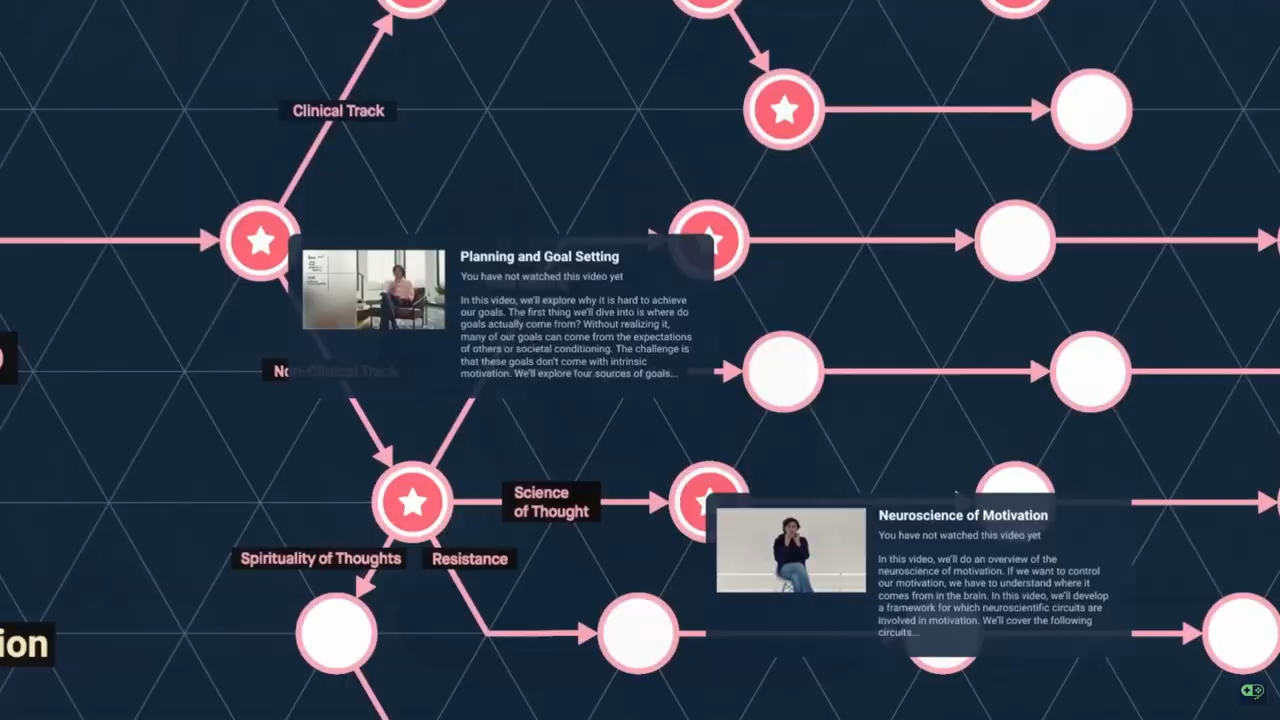 Clinical Track
Planning and Goal Setting
You have not watched this video yet
In this video, we'll explore why it is hard to achieve
our goals. The first thing we'll dive into is where do
goals actually come from? Without realizing it,
many of our goals can come from the expectations
of others or societal conditioning. The challenge is
that these goals don't come with intrinsic
motivation. We'll explore four sources of goals...
Non-Clinical Track
Science
of Thought
Neuroscience of Motivation
You have not watched this video yet
In this video, we'll do an overview of the
neuroscience of motivation. If we want to control
our motivation, we have to understand where it
comes from in the brain. In this video, we'll develop
a framework for which neuroscientific circuits are
involved in motivation. We'll cover the following
circuits...
Spirituality of Thoughts
Resistance
ion